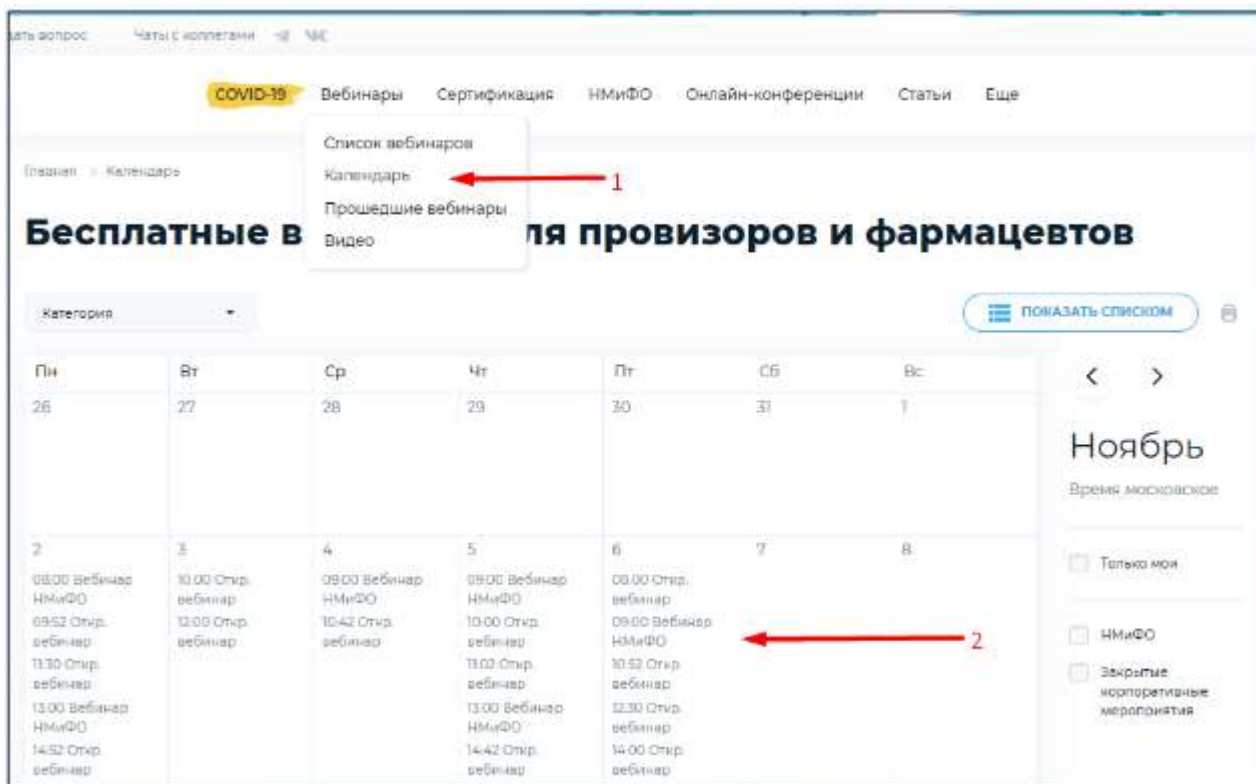 вопрос Чаты с коллегами
COVID-19 Вебинары Сертификация НМиФО Онлайн-конференции Статьи Еще
Список вебинаров
Главная Календарь
Календарь 1
Прошедшие вебинары
Бесплатные в ля провизоров и фармацевтов
Видео
Категория ПОКАЗАТЬ СПИСКОМ
Пн Вт Ср Чт Пт Сб Вс
26 27 28 29 30 31 1
Ноябрь
Время московское
2 3 4 5 6 7 8
Только мои
08:00 Вебинар НМиФО
09:52 Откр. вебинар
11:30 Откр. вебинар
13:00 Вебинар НМиФО
14:52 Откр. вебинар
10:00 Откр. вебинар
12:00 Откр. вебинар
09:00 Вебинар НМиФО
10:42 Откр. вебинар
09:00 Вебинар НМиФО
10:00 Откр. вебинар
11:02 Откр. вебинар
13:00 Вебинар НМиФО
14:42 Откр. вебинар
08:00 Откр. вебинар
09:00 Вебинар НМиФО
10:52 Откр. вебинар
12:30 Откр. вебинар
14:00 Откр. вебинар
2
НМиФО
Закрытые
корпоративные
мероприятия